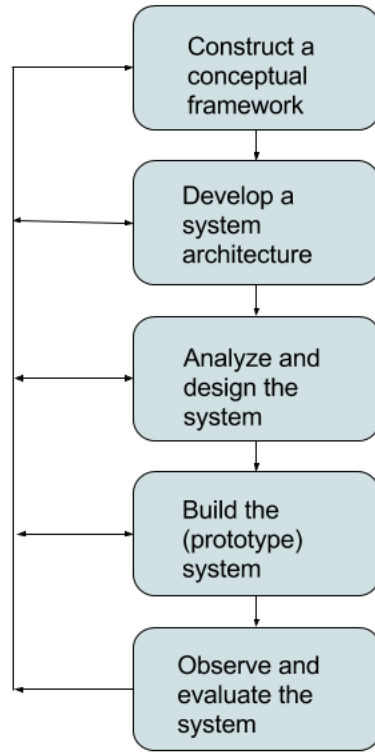 Construct a
conceptual
framework
Develop a
system
architecture
Analyze and
design the
system
Build the
(prototype)
system
Observe and
evaluate the
system